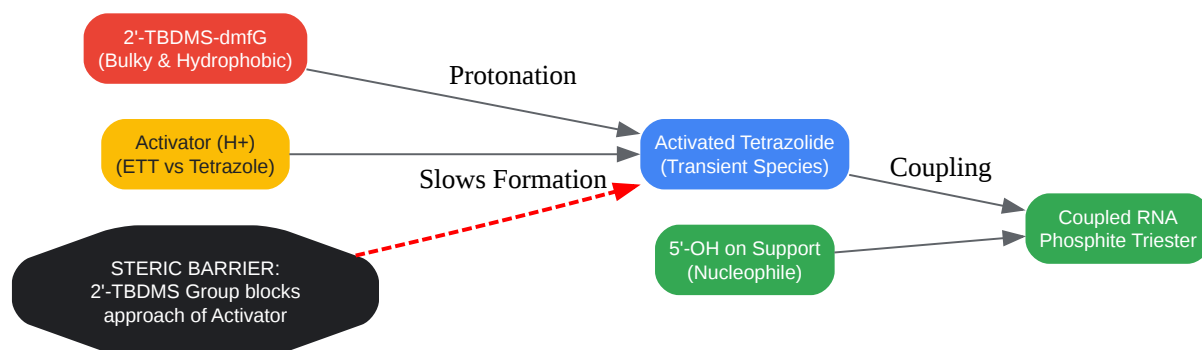 2'-TBDMS-dmfG
(Bulky & Hydrophobic)
Protonation
Activator (H+)
(ETT vs Tetrazole)
Activated Tetrazolide
(Transient Species)
Slows Formation
Coupling
STERIC BARRIER:
2'-TBDMS Group blocks
approach of Activator
5'-OH on Support
(Nucleophile)
Coupled RNA
Phosphite Triester